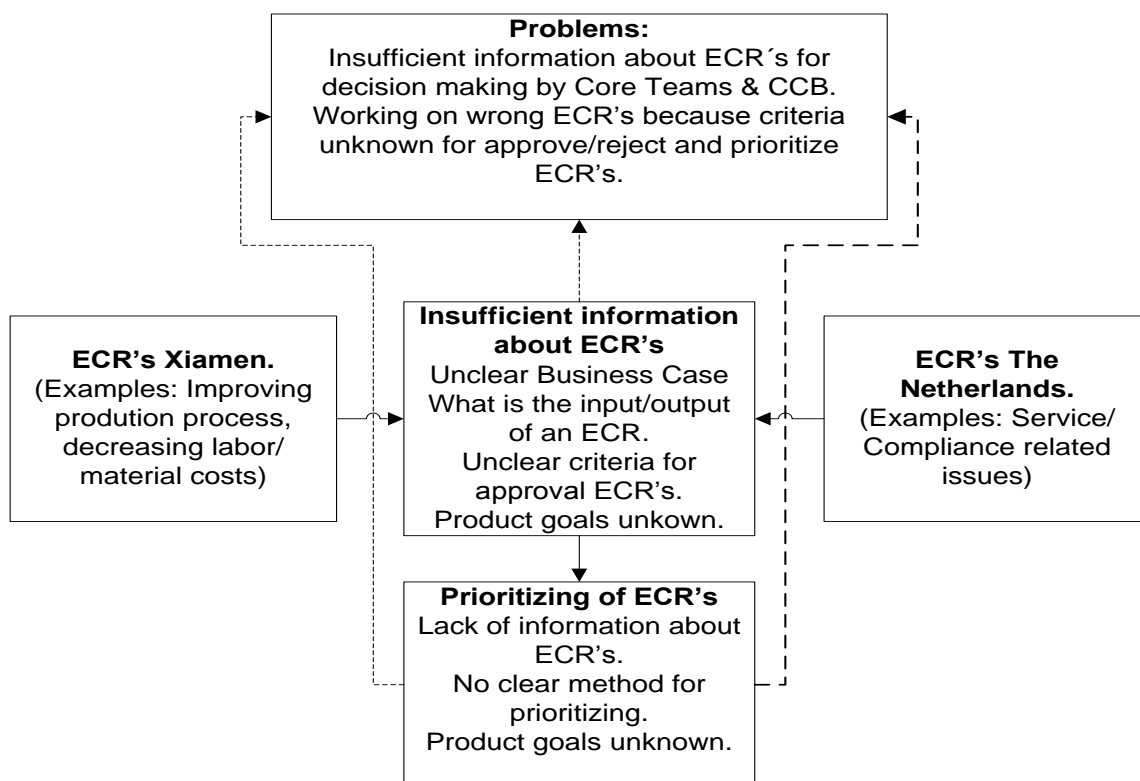 Problems:
Insufficient information about ECR´s for
decision making by Core Teams & CCB.
Working on wrong ECR’s because criteria
unknown for approve/reject and prioritize
ECR’s.
ECR’s Xiamen.
(Examples: Improving
prodution process,
decreasing labor/
material costs)
Insufficient information
about ECR’s
Unclear Business Case
What is the input/output
of an ECR.
Unclear criteria for
approval ECR’s.
Product goals unkown.
ECR’s The
Netherlands.
(Examples: Service/
Compliance related
issues)
Prioritizing of ECR’s
Lack of information about
ECR’s.
No clear method for
prioritizing.
Product goals unknown.